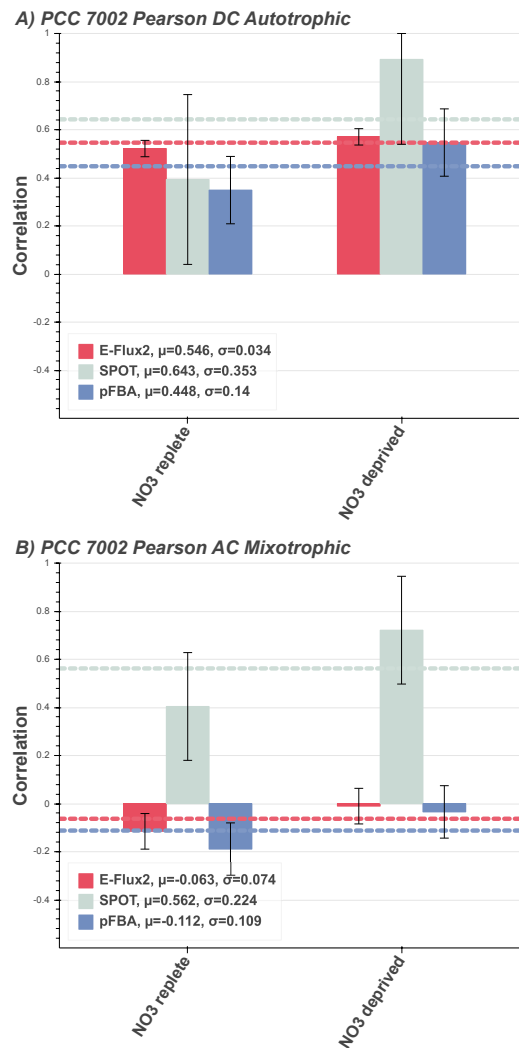 A) PCC 7002 Pearson DC Autotrophic
1
0.8
0.6
0.4
0.2
0
-0.2
-0.4
Correlation
E-Flux2, μ=0.546, σ=0.034
SPOT, μ=0.643, σ=0.353
pFBA, μ=0.448, σ=0.14
NO3 replete
NO3 deprived
B) PCC 7002 Pearson AC Mixotrophic
1
0.8
0.6
0.4
0.2
0
-0.2
-0.4
Correlation
E-Flux2, μ=-0.063, σ=0.074
SPOT, μ=0.562, σ=0.224
pFBA, μ=-0.112, σ=0.109
NO3 replete
NO3 deprived